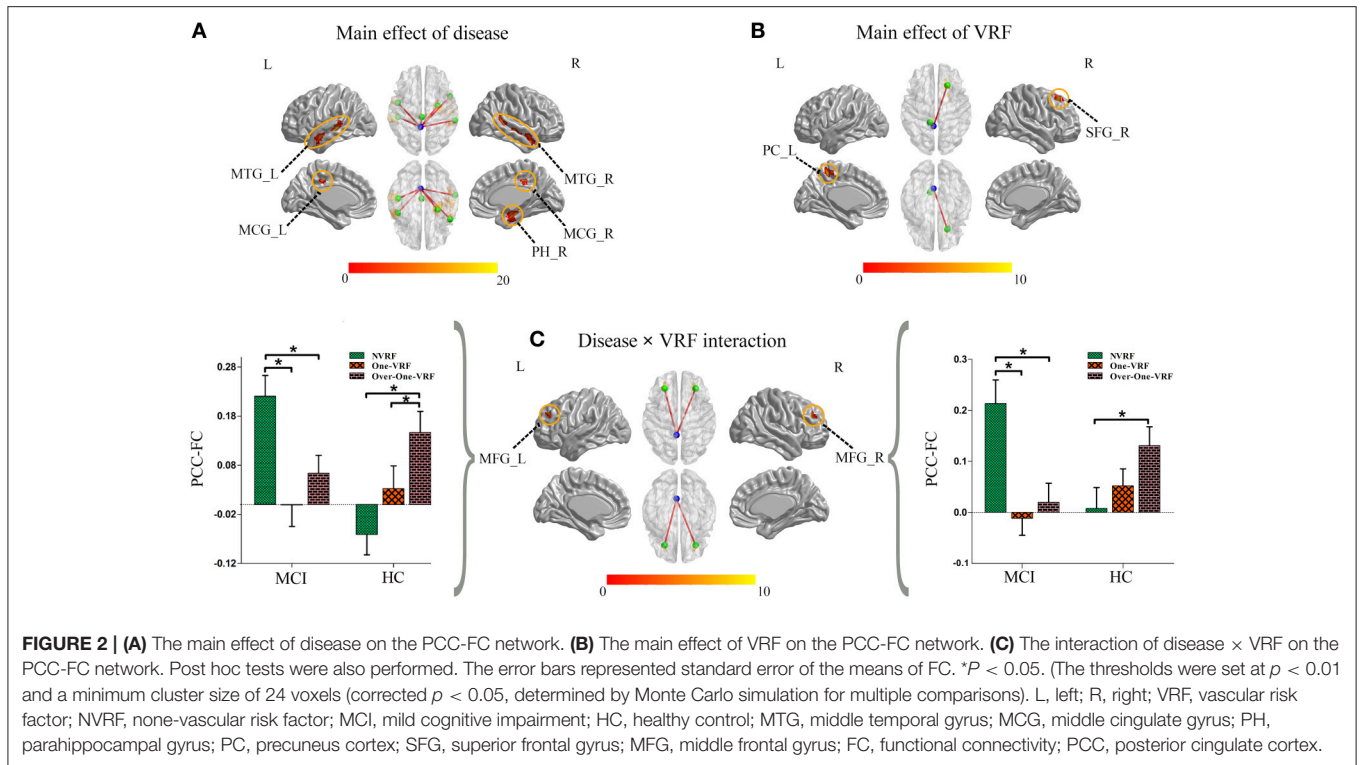 A
Main effect of disease
L
R
MTG_L
MTG_R
MCG_L
MCG_R
PH_R
0
20
B
Main effect of VRF
L
R
SFG_R
PC_L
0
10
*
*
*
*
NVRF
One-VRF
Over-One-VRF
0.28
0.18
0.08
-0.02
-0.12
PCC-FC
MCI
HC
C
Disease × VRF interaction
L
R
MFG_L
MFG_R
0
10
*
*
*
NVRF
One-VRF
Over-One-VRF
0.3
0.2
0.1
0.0
-0.1
PCC-FC
MCI
HC
FIGURE 2 | (A) The main effect of disease on the PCC-FC network. (B) The main effect of VRF on the PCC-FC network. (C) The interaction of disease × VRF on the
PCC-FC network. Post hoc tests were also performed. The error bars represented standard error of the means of FC. *P < 0.05. (The thresholds were set at p < 0.01
and a minimum cluster size of 24 voxels (corrected p < 0.05, determined by Monte Carlo simulation for multiple comparisons). L, left; R, right; VRF, vascular risk
factor; NVRF, none-vascular risk factor; MCI, mild cognitive impairment; HC, healthy control; MTG, middle temporal gyrus; MCG, middle cingulate gyrus; PH,
parahippocampal gyrus; PC, precuneus cortex; SFG, superior frontal gyrus; MFG, middle frontal gyrus; FC, functional connectivity; PCC, posterior cingulate cortex.